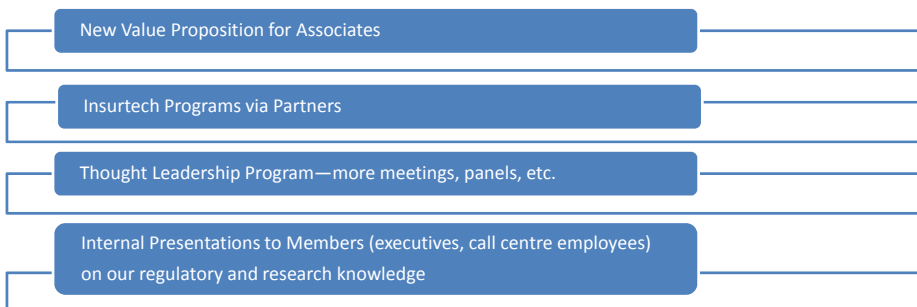 New Value Proposition for Associates
Insurtech Programs via Partners
Thought Leadership Program—more meetings, panels, etc.
Internal Presentations to Members (executives, call centre employees)
on our regulatory and research knowledge